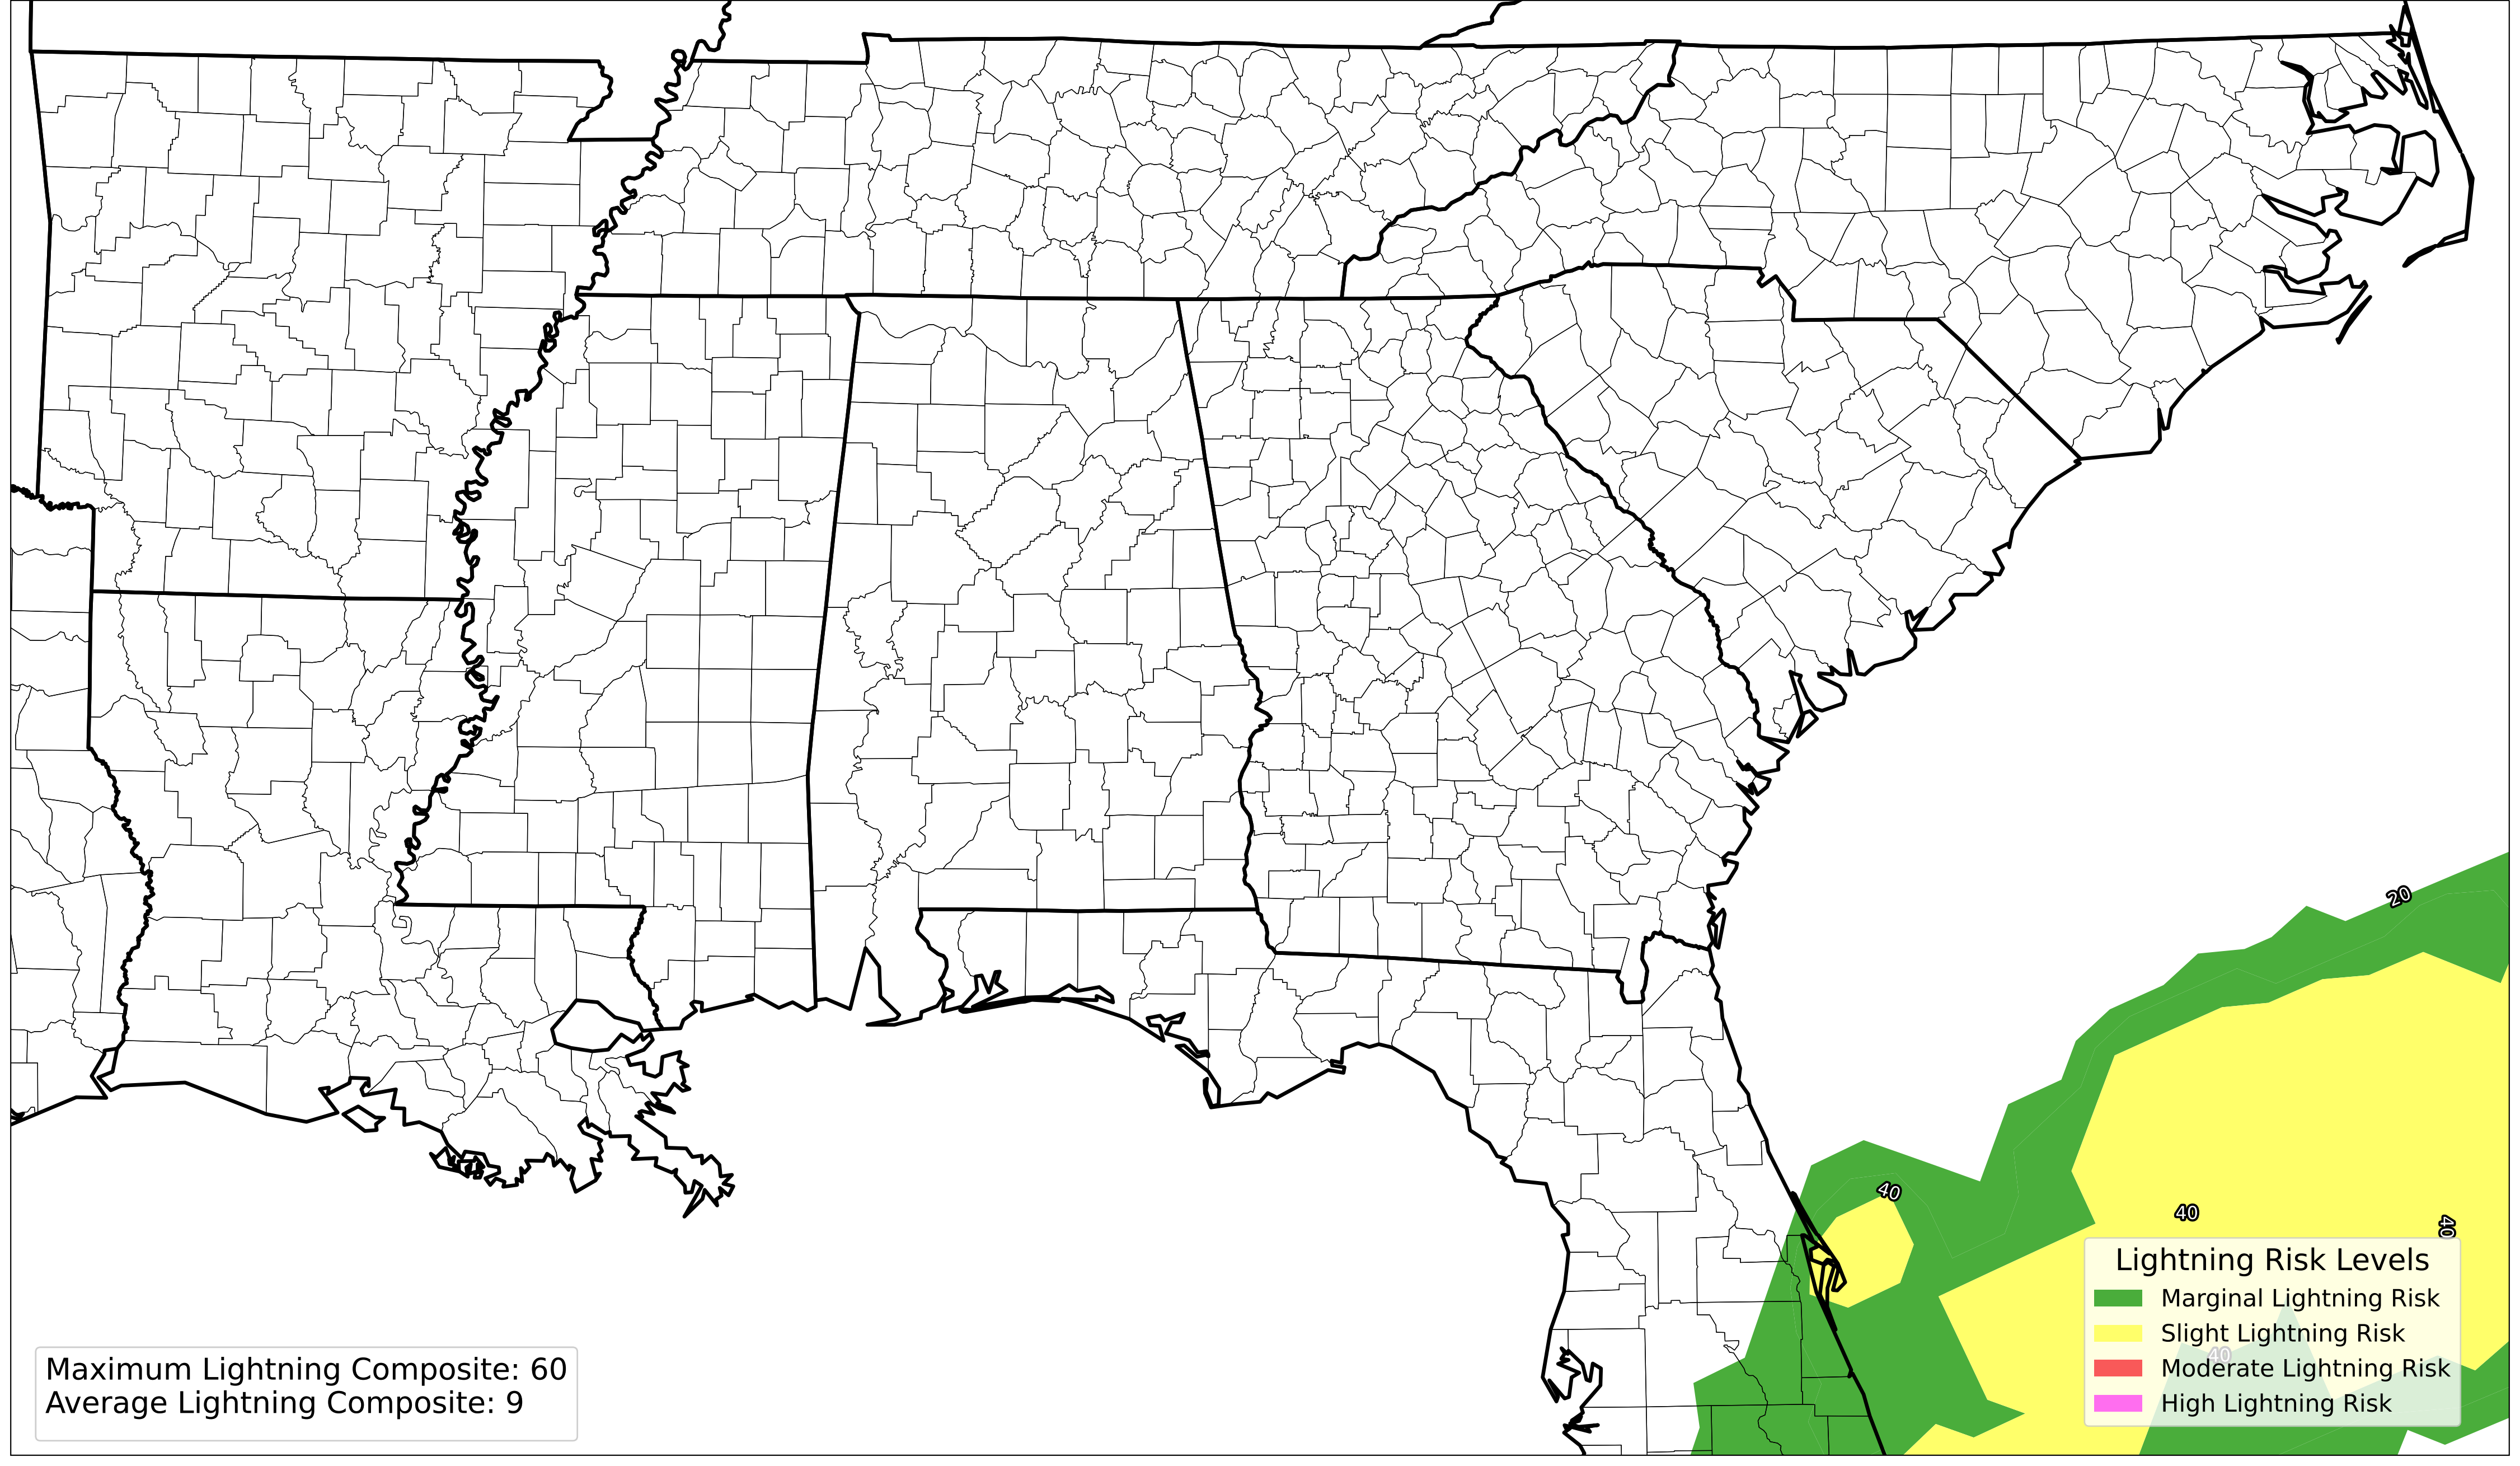 20
40
40
40
Lightning Risk Levels
Marginal Lightning Risk
Slight Lightning Risk
40
Moderate Lightning Risk
High Lightning Risk
Maximum Lightning Composite: 60
Average Lightning Composite: 9